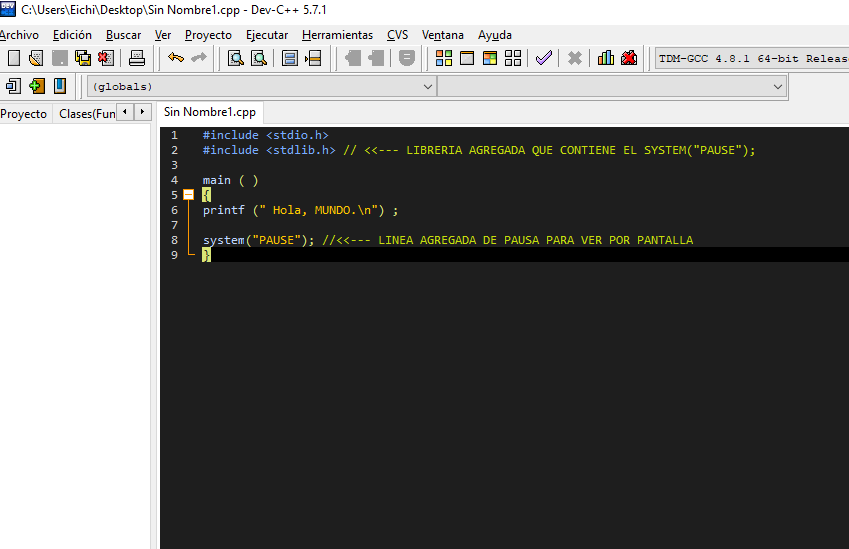 C:\Users\Eichi\Desktop\Sin Nombre1.cpp - Dev-C++ 5.7.1
Archivo Edición Buscar Ver Proyecto Ejecutar Herramientas CVS Ventana Ayuda
TDM-GCC 4.8.1 64-bit Releas
(globals)
Proyecto Clases(Fun Sin Nombre1.cpp
1 #include <stdio.h>
2 #include <stdlib.h> // <<--- LIBRERIA AGREGADA QUE CONTIENE EL SYSTEM("PAUSE");
3
4 main ( )
5 {
6 printf (" Hola, MUNDO.\n") ;
7
8 system("PAUSE"); //<<--- LINEA AGREGADA DE PAUSA PARA VER POR PANTALLA
9 }